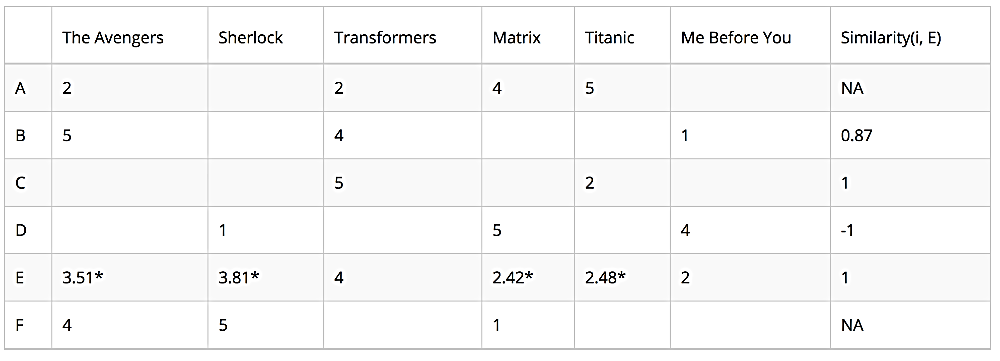 The Avengers Sherlock Transformers Matrix Titanic Me Before You Similarity(i, E)
A 2 2 4 5 NA
B 5 4 1 0.87
C 5 2 1
D 1 5 4 -1
E 3.51* 3.81* 4 2.42* 2.48* 2 1
F 4 5 1 NA